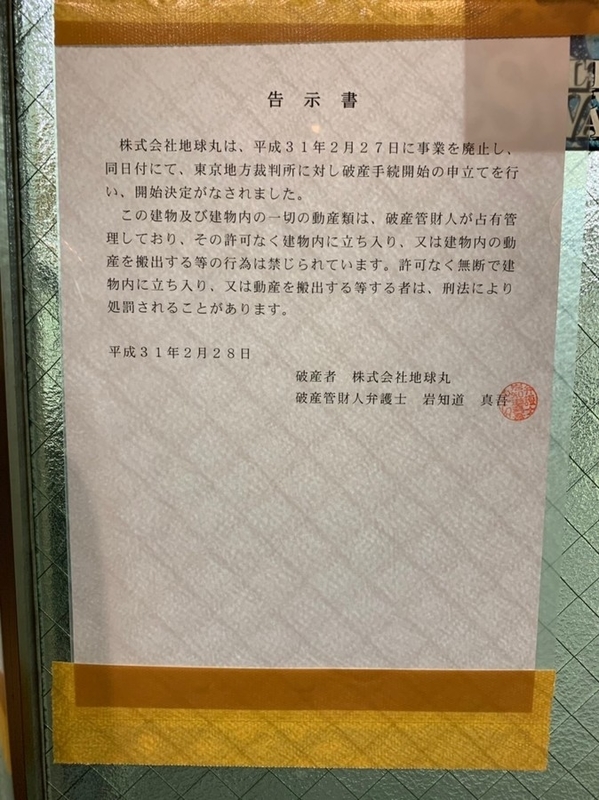 告示書
株式会社地球丸は、平成３１年２月２７日に事業を廃止し、
同日付にて、東京地方裁判所に対し破産手続開始の申立てを行
い、開始決定がなされました。
この建物及び建物内の一切の動産類は、破産管財人が占有管
理しており、その許可なく建物内に立ち入り、又は建物内の動
産を搬出する等の行為は禁じられています。許可なく無断で建
物内に立ち入り、又は動産を搬出する等する者は、刑法により
処罰されることがあります。
平成３１年２月２８日
破産者　株式会社地球丸
破産管財人弁護士　岩知道　真吾